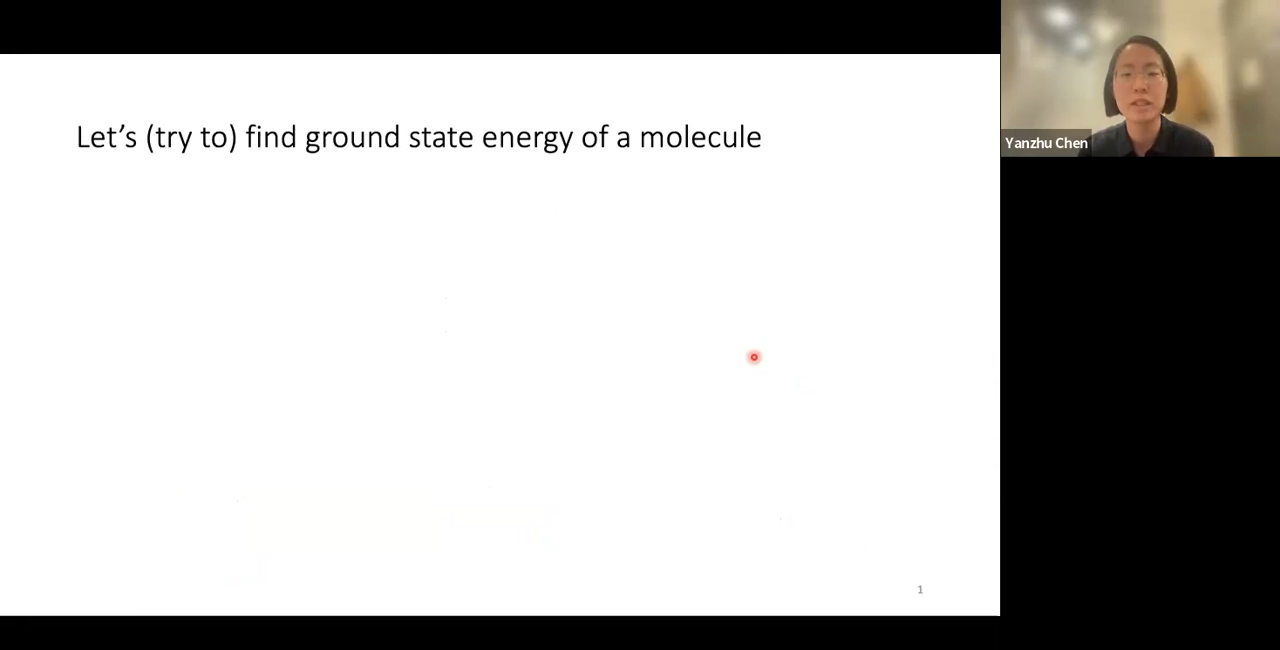 Let’s (try to) find ground state energy of a molecule
Yanzhu Chen
1